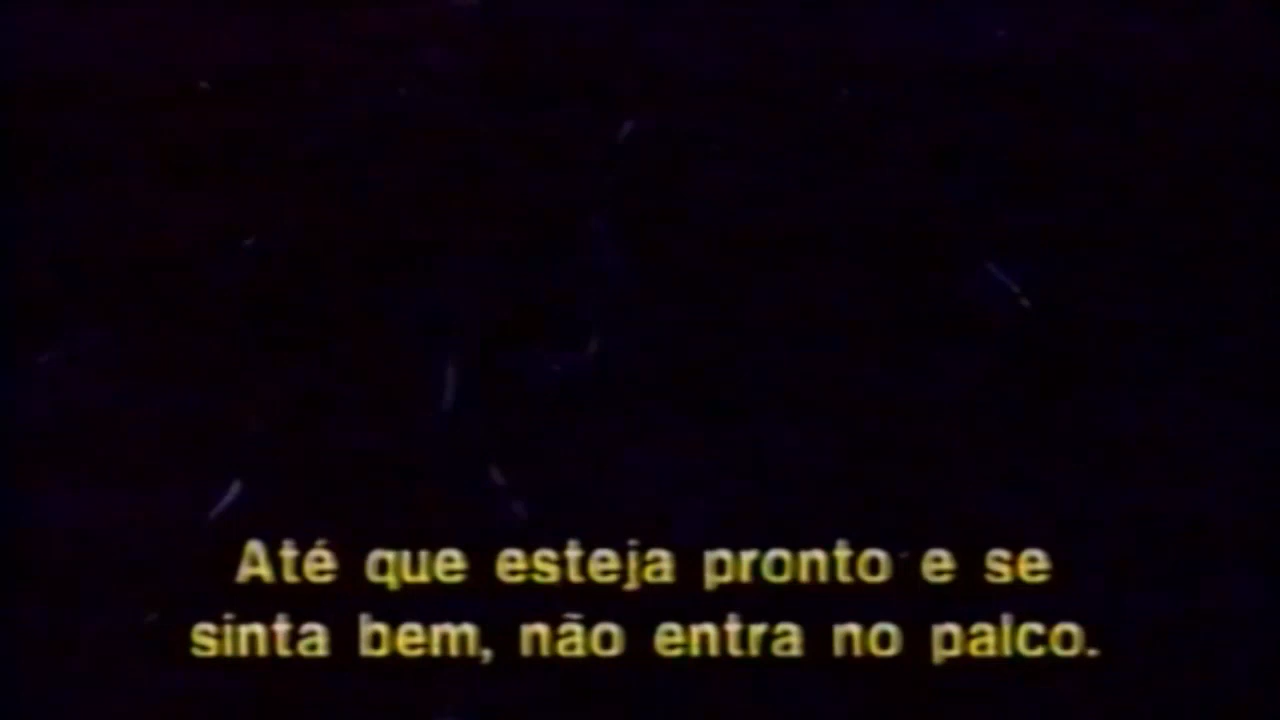 Até que esteja pronto e se
sinta bem, não entra no palco.